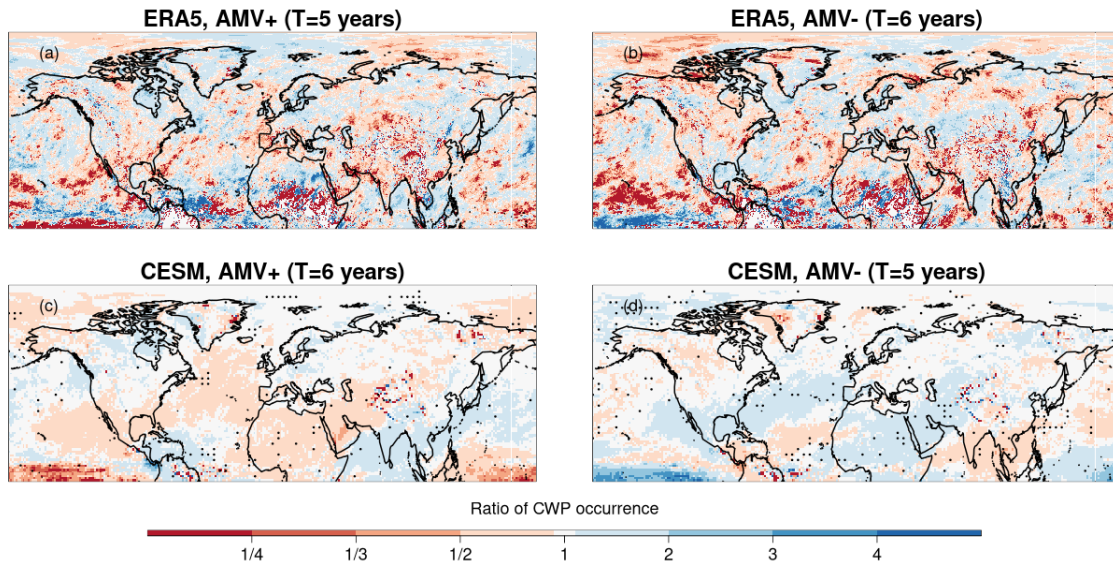 ERA5, AMV+ (T=5 years)
ERA5, AMV- (T=6 years)
(a)
(b)
CESM, AMV+ (T=6 years)
CESM, AMV- (T=5 years)
(c)
(d)
Ratio of CWP occurrence
1/4 1/3 1/2 1 2 3 4